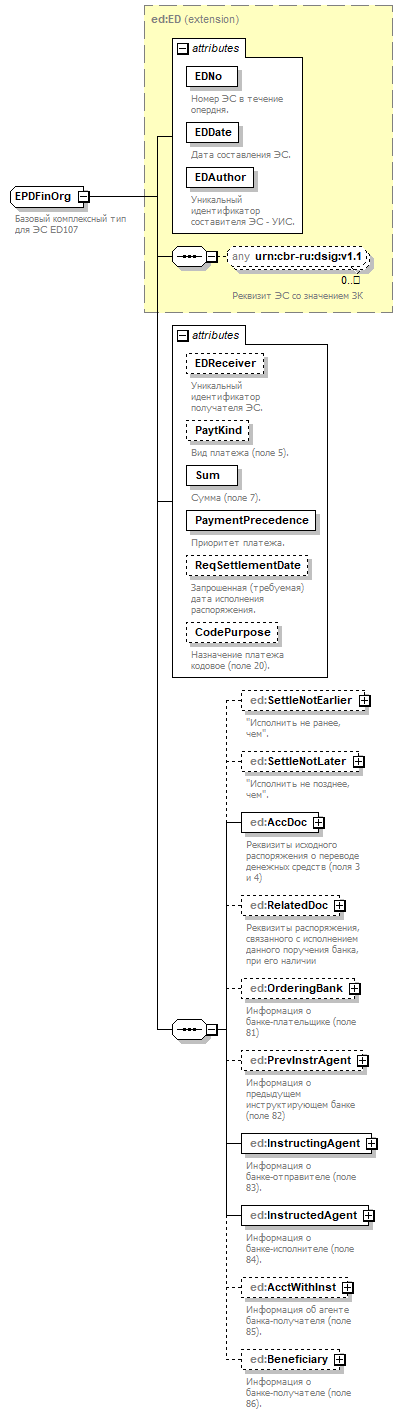 ed:ED (extension)
attributes
EDNo
Номер ЭС в течение
опердня.
EDDate
Дата составления ЭС.
EDAuthor
Уникальный
идентификатор
составителя ЭС - УИС.
EPDFinOrg
Базовый комплексный тип
для ЭС ED107
any urn:cbr-ru:dsig:v1.1
0..
Реквизит ЭС со значением ЗК
attributes
EDReceiver
Уникальный
идентификатор
получателя ЭС.
PaytKind
Вид платежа (поле 5).
Sum
Сумма (поле 7).
PaymentPrecedence
Приоритет платежа.
ReqSettlementDate
Запрошенная (требуемая)
дата исполнения
распоряжения.
CodePurpose
Назначение платежа
кодовое (поле 20).
ed:SettleNotEarlier
"Исполнить не ранее,
чем".
ed:SettleNotLater
"Исполнить не позднее,
чем".
ed:AccDoc
Реквизиты исходного
распоряжения о переводе
денежных средств (поля 3
и 4)
ed:RelatedDoc
Реквизиты распоряжения,
связанного с исполнением
данного поручения банка,
при его наличии
ed:OrderingBank
Информация о
банке-плательщике (поле
81)
ed:PrevInstrAgent
Информация о
предыдущем
инструктирующем банке
(поле 82)
ed:InstructingAgent
Информация о
банке-отправителе (поле
83).
ed:InstructedAgent
Информация о
банке-исполнителе (поле
84).
ed:AcctWithInst
Информация об агенте
банка-получателя (поле
85).
ed:Beneficiary
Информация о
банке-получателе (поле
86).